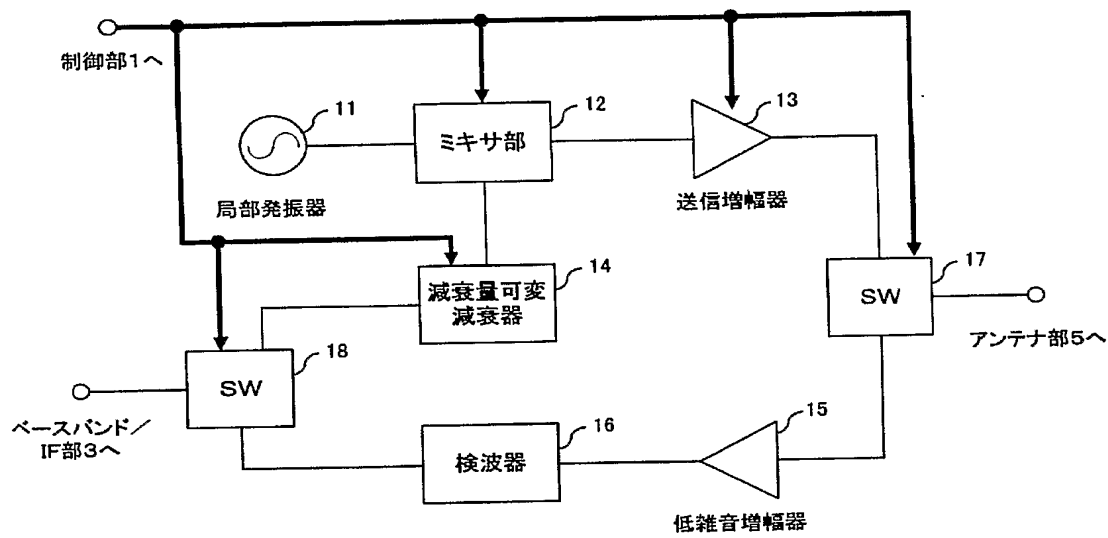 制御部1へ
11
12
13
ミキサ部
局部発振器
送信増幅器
14
17
減衰量可変
減衰器
SW
アンテナ部5へ
18
SW
ベースバンド/
IF部3へ
16
15
検波器
低雑音増幅器